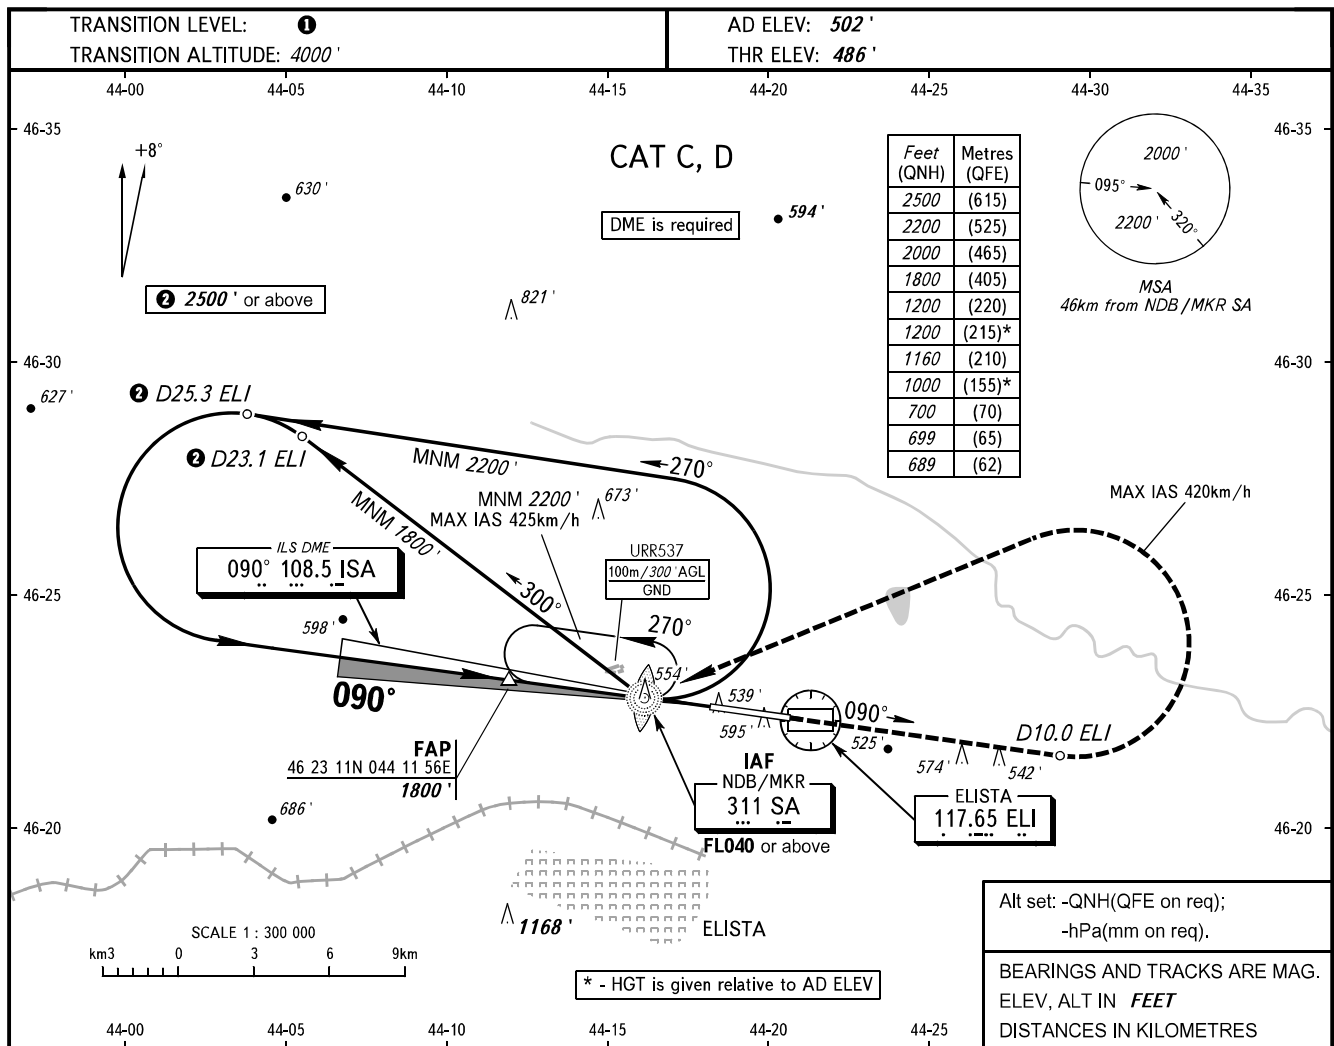 TRANSITION LEVEL: ❶
TRANSITION ALTITUDE: 4000 '
AD ELEV: 502 '
THR ELEV: 486 '
44-00 44-05 44-10 44-15 44-20 44-25 44-30 44-35
46-35 46-35
+8°
CAT C, D
630 '
594 '
DME is required
❷ 2500 ' or above
821 '
Feet (QNH) Metres (QFE)
2500 (615)
2200 (525)
2000 (465)
1800 (405)
1200 (220)
1200 (215)*
1160 (210)
1000 (155)*
700 (70)
699 (65)
689 (62)
2000 '
095°
2200 '
320°
MSA
46km from NDB/MKR SA
46-30 46-30
627 '
❷ D25.3 ELI
❷ D23.1 ELI
MNM 2200 '
270°
MNM 1800 '
MNM 2200 '
MAX IAS 425km/h
673 '
MAX IAS 420km/h
ILS DME
090° 108.5 ISA
URR537
100m/300 'AGL
GND
300°
46-25 46-25
598 '
270°
554 '
090°
539 '
595 '
090°
525 '
574 '
542 '
D10.0 ELI
FAP
46 23 11N 044 11 56E
1800 '
IAF
NDB/MKR
311 SA
FL040 or above
ELISTA
117.65 ELI
686 '
46-20 46-20
1168 '
ELISTA
SCALE 1 : 300 000
km3 0 3 6 9km
* - HGT is given relative to AD ELEV
Alt set: -QNH(QFE on req);
-hPa(mm on req).
BEARINGS AND TRACKS ARE MAG.
ELEV, ALT IN FEET
DISTANCES IN KILOMETRES
44-00 44-05 44-10 44-15 44-20 44-25